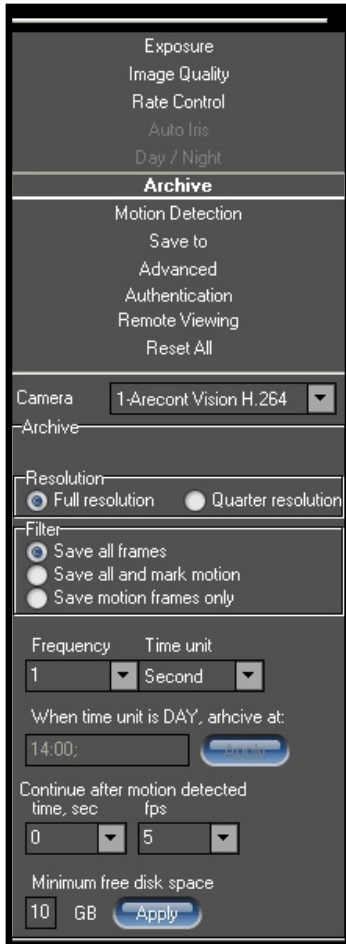 Exposure
Image Quality
Rate Control
Auto Iris
Day / Night
Archive
Motion Detection
Save to
Advanced
Authentication
Remote Viewing
Reset All
Camera 1-Arecont Vision H.264
Archive
Resolution
Full resolution Quarter resolution
Filter
Save all frames
Save all and mark motion
Save motion frames only
Frequency Time unit
1 Second
When time unit is DAY, arhcive at:
14:00; Apply
Continue after motion detected
time, sec fps
0 5
Minimum free disk space
10 GB Apply